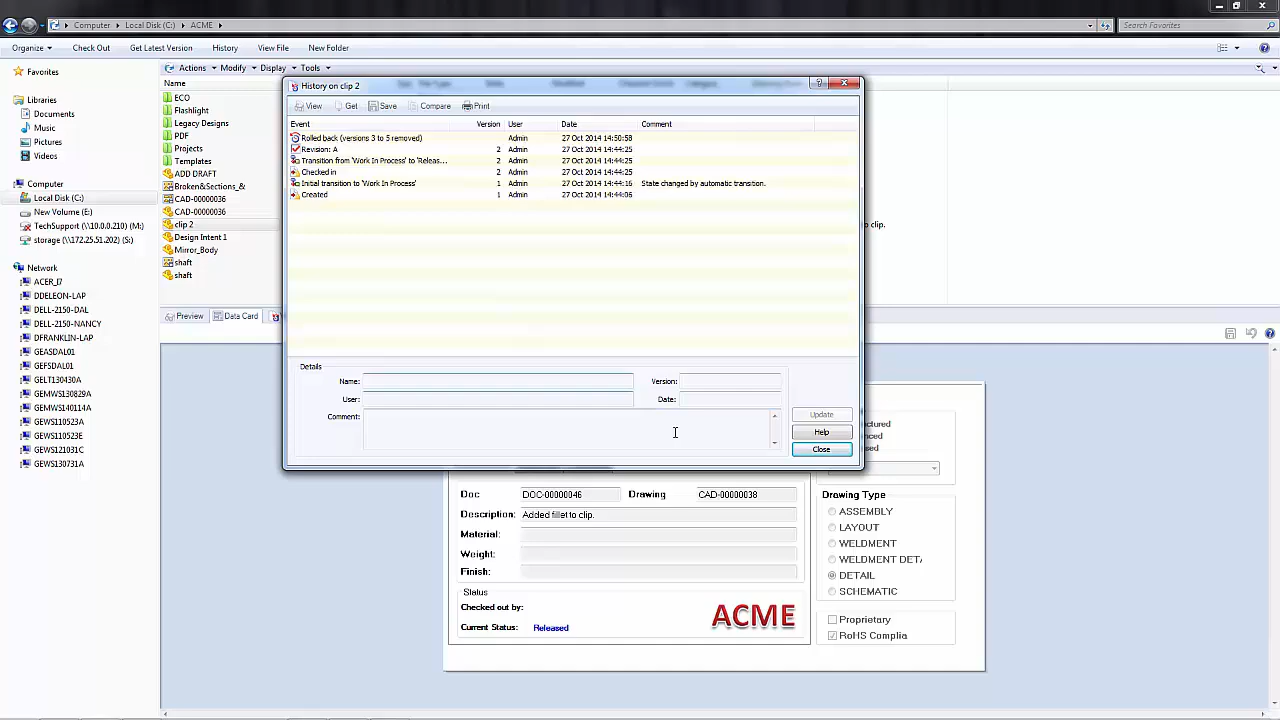 Computer ▸ Local Disk (C:) ▸ ACME ▸
Search Favorites
Organize ▾ Check Out Get Latest Version History View File New Folder
Favorites
Libraries
Documents
Music
Pictures
Videos
Computer
Local Disk (C:)
New Volume (E:)
TechSupport (\\10.0.0.210) (M:)
storage (\\172.25.51.202) (S:)
Network
ACER_I7
DDELEON-LAP
DELL-2150-DAL
DELL-2150-NANCY
DFRANKLIN-LAP
GEASDAL01
GEFSDAL01
GELT130430A
GEMWS130829A
GEMWS140114A
GEWS110523A
GEWS110523E
GEWS121031C
GEWS130731A
Actions ▾ Modify ▾ Display ▾ Tools ▾
Name
ECO
Flashlight
Legacy Designs
PDF
Projects
Templates
ADD DRAFT
Broken&Sections_&
CAD-00000036
CAD-00000036
clip 2
Design Intent 1
Mirror_Body
shaft
shaft
Preview Data Card
History on clip 2
View Get Save Compare Print
Event Version User Date Comment
Rolled back (versions 3 to 5 removed) Admin 27 Oct 2014 14:50:58
Revision: A 2 Admin 27 Oct 2014 14:44:25
Transition from 'Work In Process' to 'Releas... 2 Admin 27 Oct 2014 14:44:25
Checked in 2 Admin 27 Oct 2014 14:44:25
Initial transition to 'Work In Process' 1 Admin 27 Oct 2014 14:44:16 State changed by automatic transition.
Created 1 Admin 27 Oct 2014 14:44:06
Details
Name: Version:
User: Date:
Comment:
Update
Help
Close
clip.
Doc: DOC-00000046 Drawing CAD-00000038
Description: Added fillet to clip.
Material:
Weight:
Finish:
Status
Checked out by:
Current Status: Released
ACME
Drawing Type
ASSEMBLY
LAYOUT
WELDMENT
WELDMENT DET
DETAIL
SCHEMATIC
Proprietary
RoHS Complia